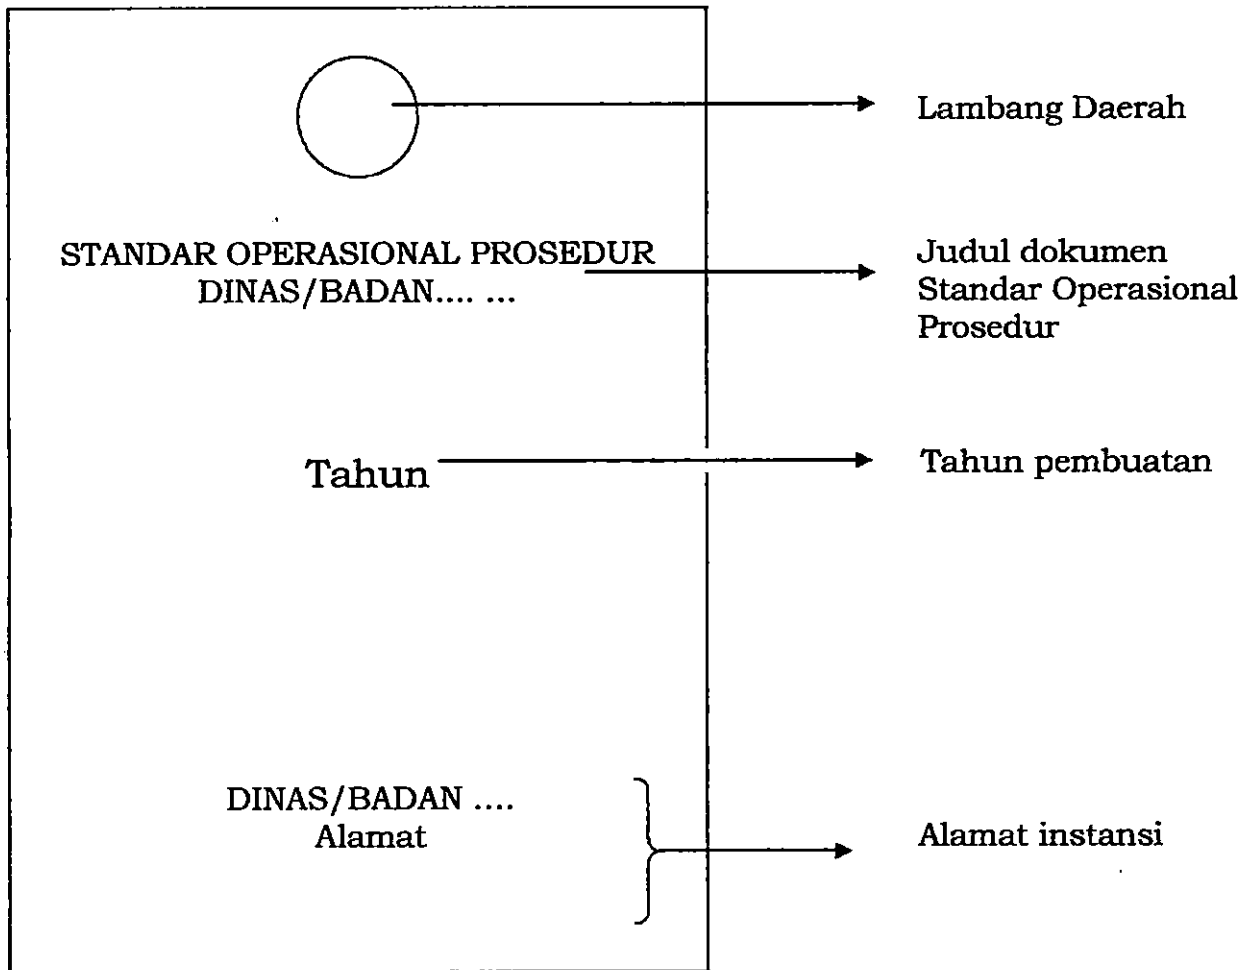 Lambang Daerah
STANDAR OPERASIONAL PROSEDUR
DINAS/BADAN.... ...
Judul dokumen
Standar Operasional
Prosedur
Tahun
Tahun pembuatan
DINAS/BADAN ....
Alamat
Alamat instansi